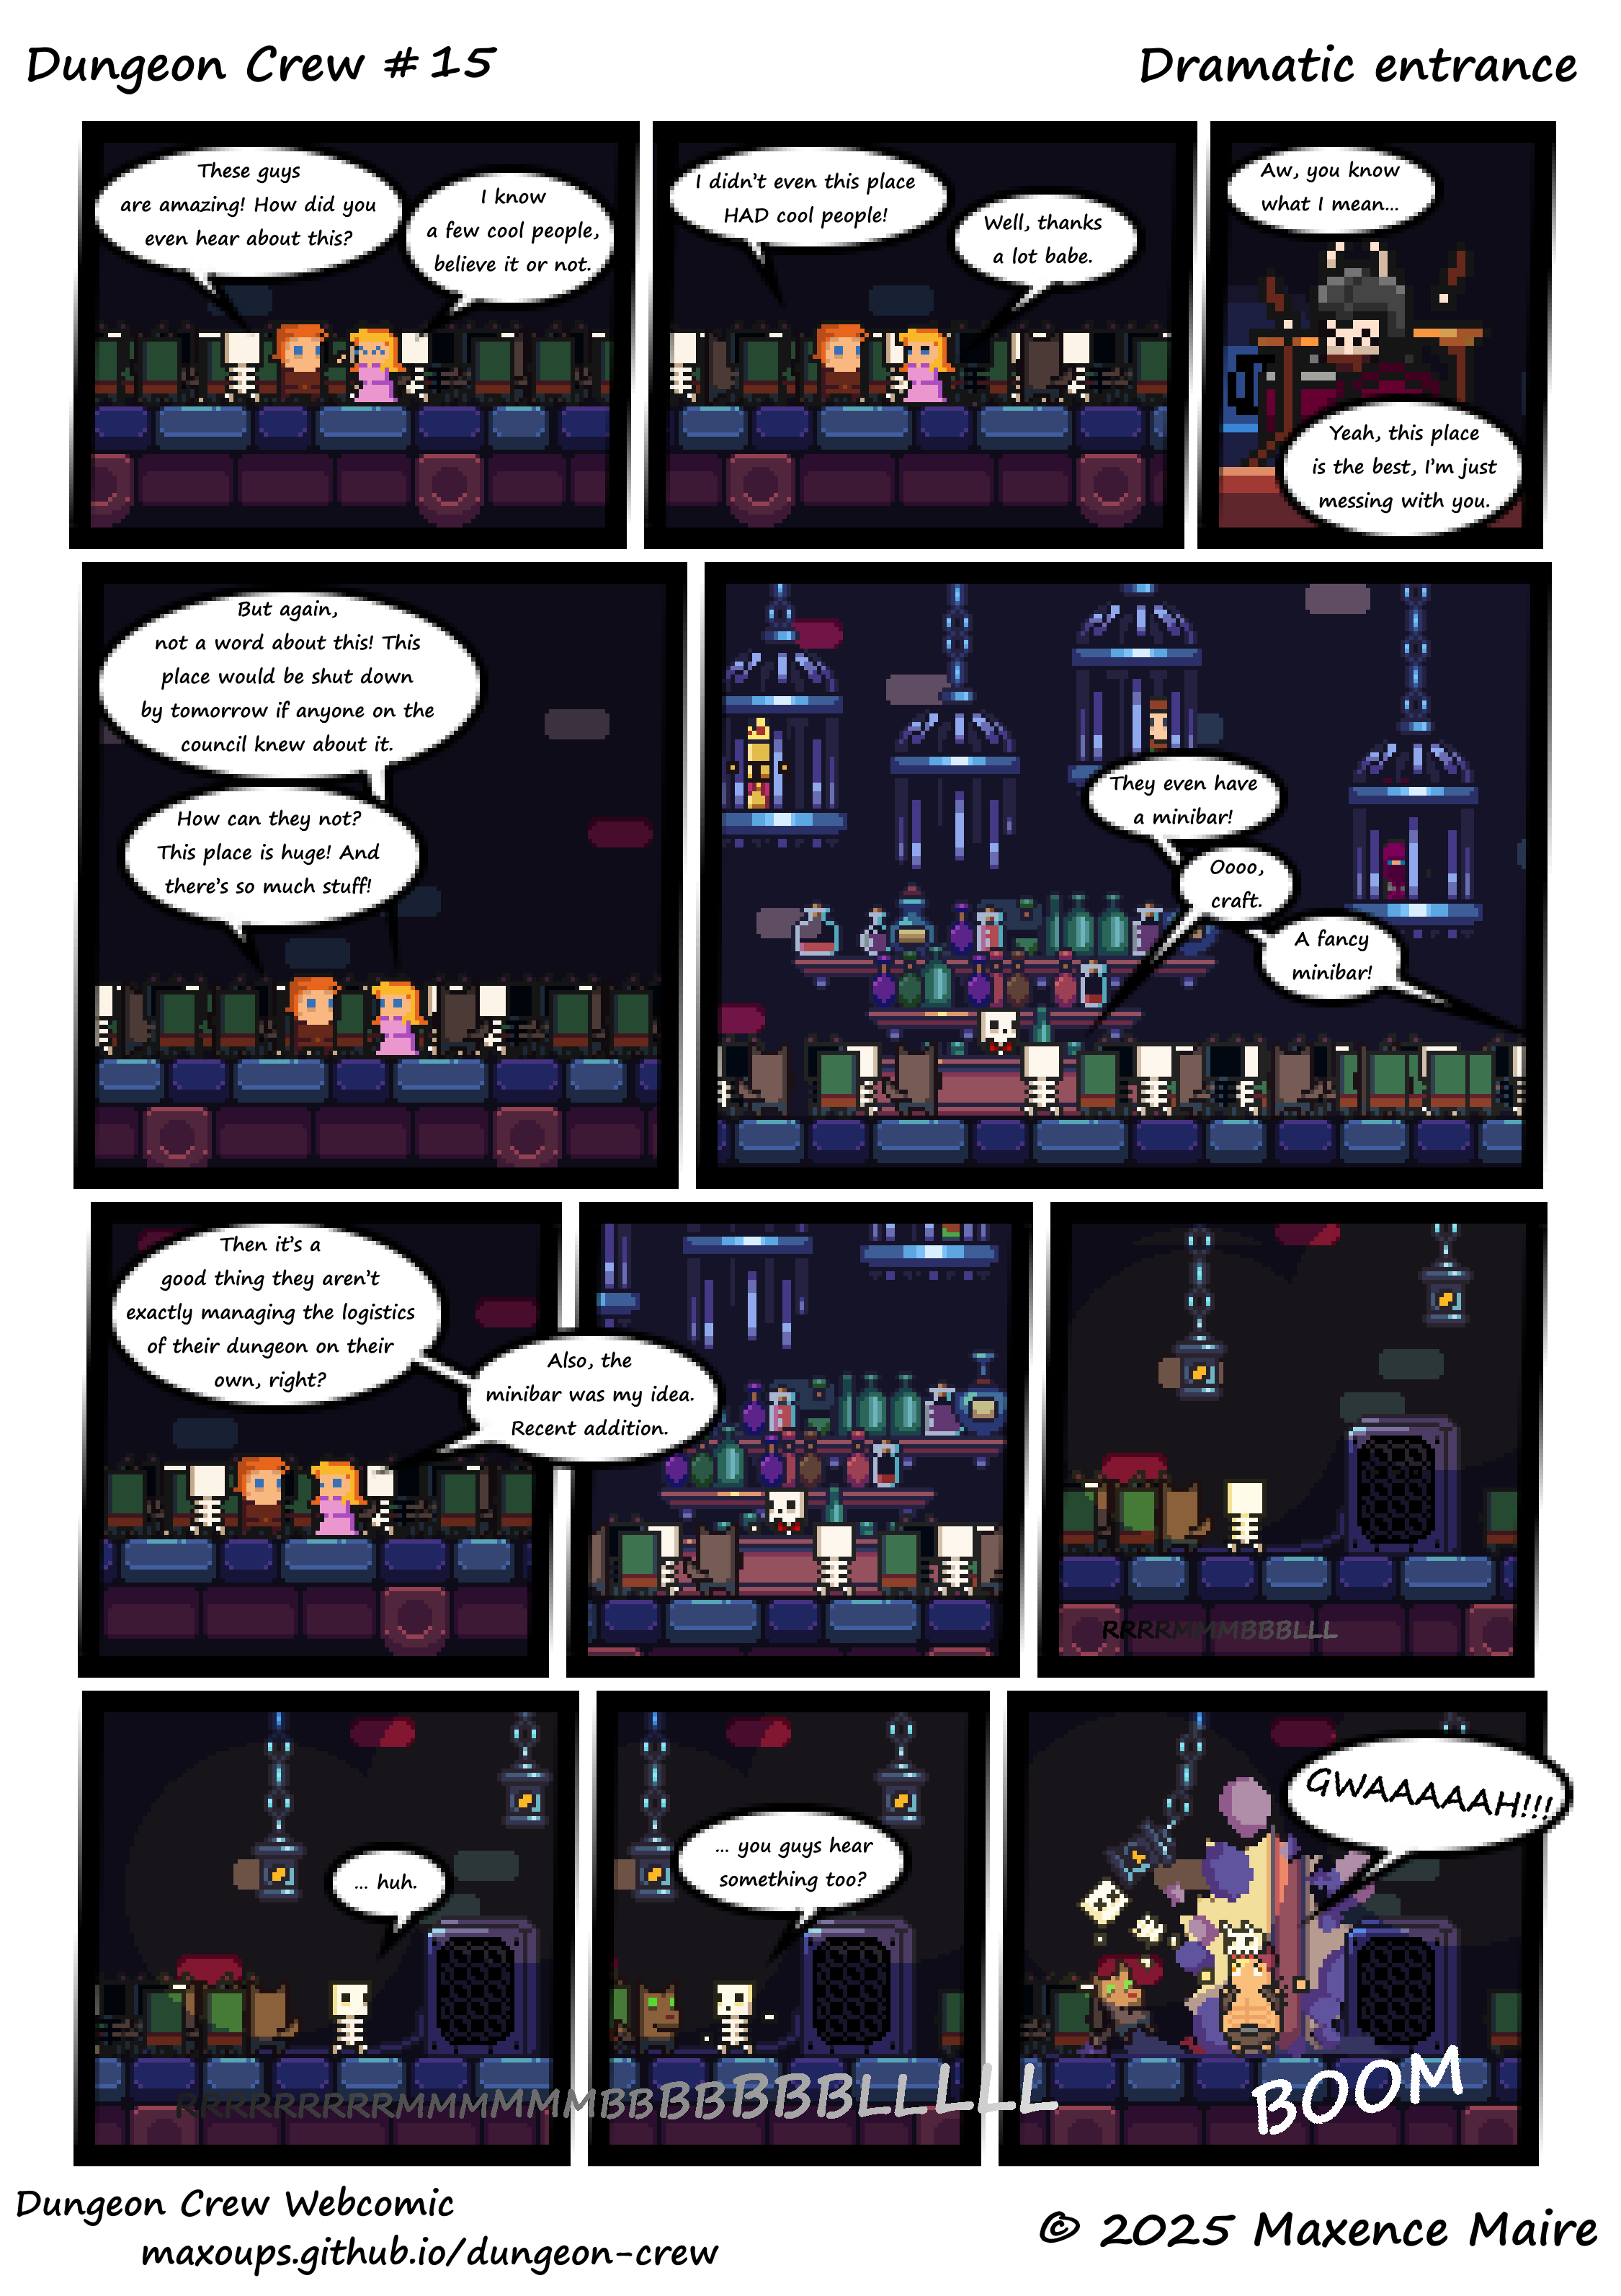 Dungeon Crew #15
Dramatic entrance
These guys
are amazing! How did you
even hear about this?
I know
a few cool people,
believe it or not.
I didn't even this place
HAD cool people!
Well, thanks
a lot babe.
Aw, you know
what I mean...
Yeah, this place
is the best, I'm just
messing with you.
But again,
not a word about this! This
place would be shut down
by tomorrow if anyone on the
council knew about it.
How can they not?
This place is huge! And
there's so much stuff!
They even have
a minibar!
Oooo,
craft.
A fancy
minibar!
Then it's a
good thing they aren't
exactly managing the logistics
of their dungeon on their
own, right?
Also, the
minibar was my idea.
Recent addition.
RRRRMMMBBBLLL
... huh.
... you guys hear
something too?
RRRRRRRRRMMMMMMBBBBBBBLLLLLL
GWAAAAAH!!!
BOOM
Dungeon Crew Webcomic
maxoups.github.io/dungeon-crew
© 2025 Maxence Maire